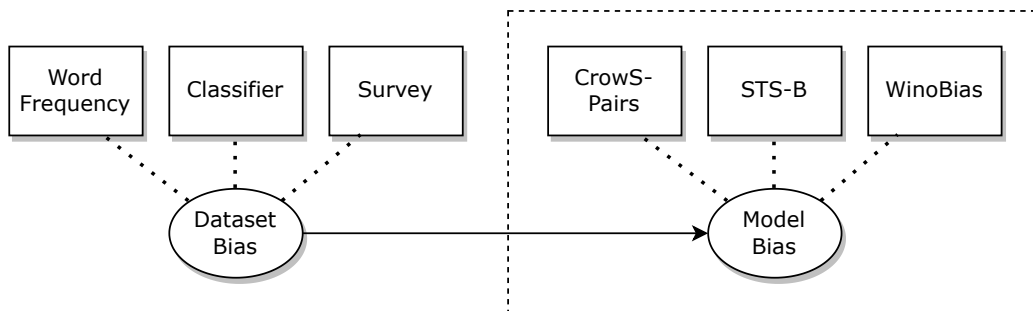 Word
Frequency
Classifier
Survey
CrowS-
Pairs
STS-B
WinoBias
Dataset
Bias
Model
Bias